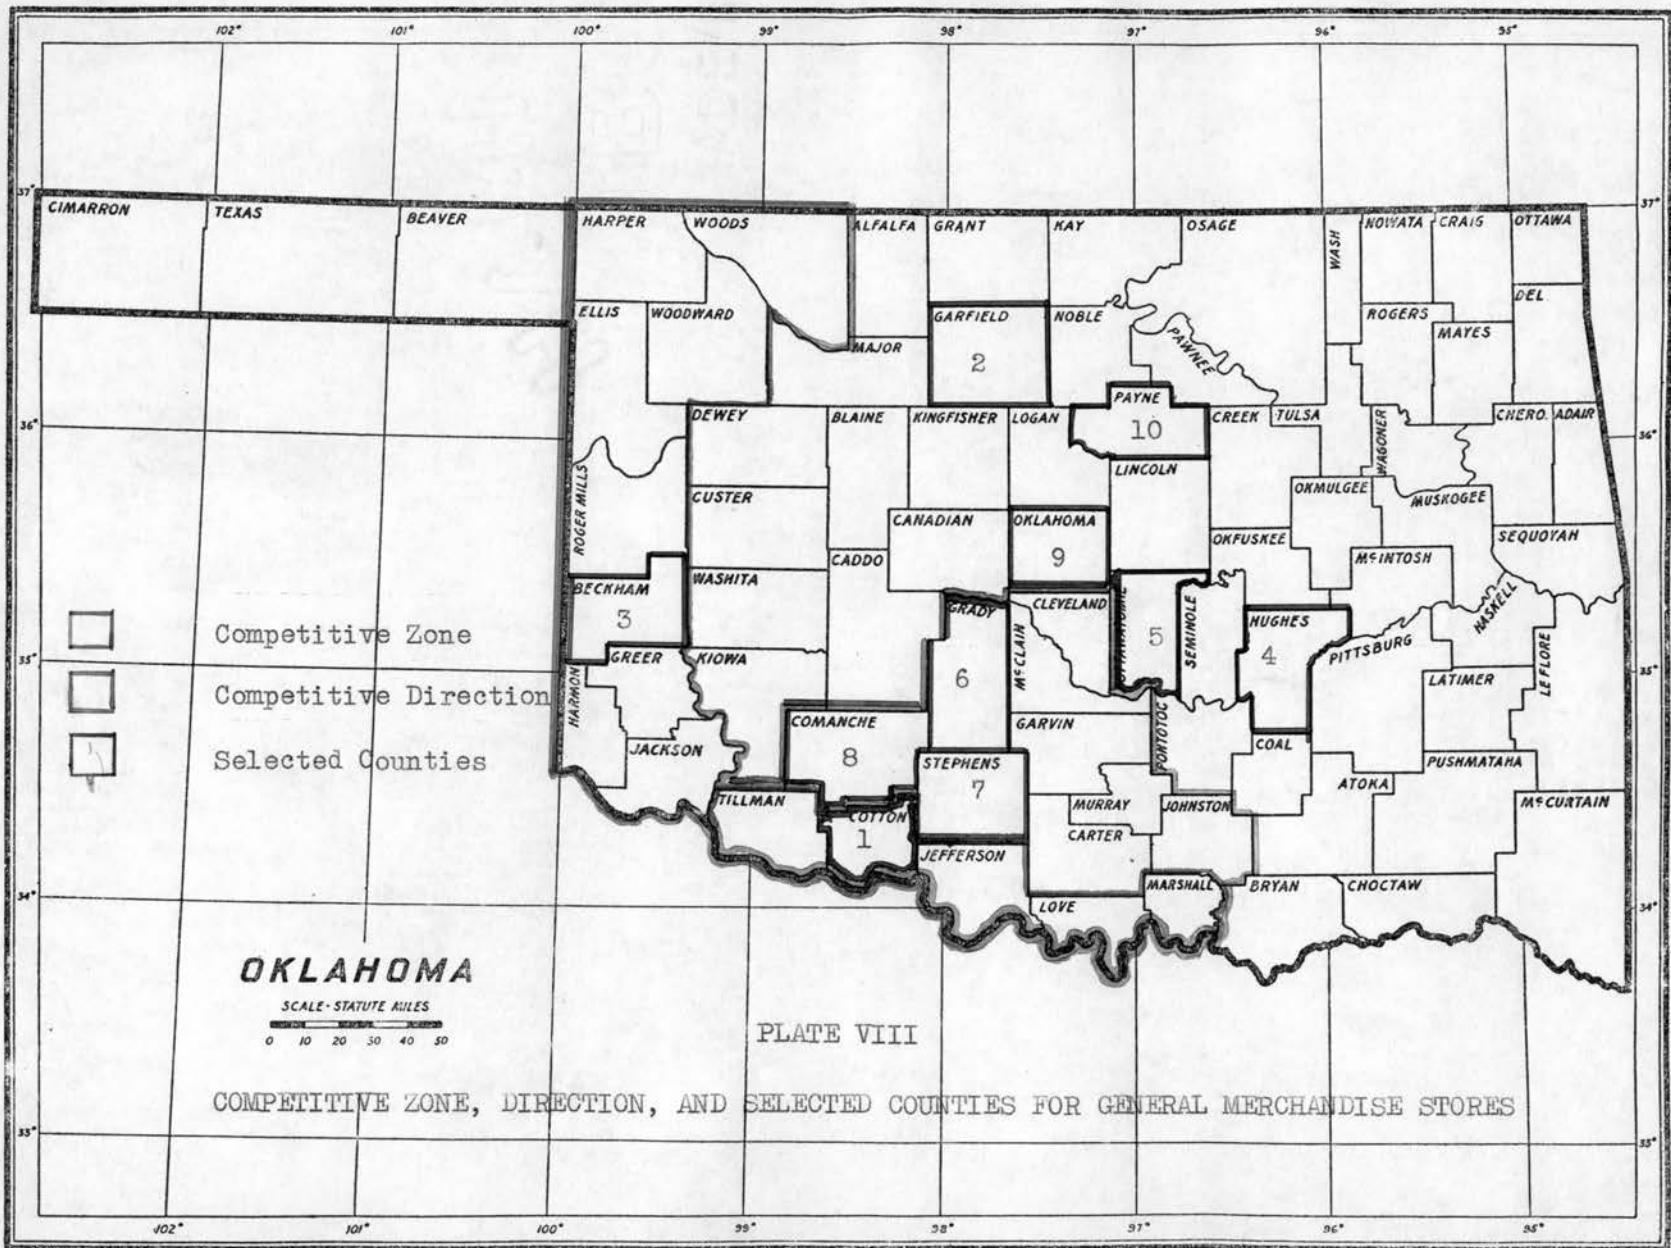 102° 101° 100° 99° 98° 97° 96° 95°
37° 37°
CIMARRON TEXAS BEAVER HARPER WOODS ALFALFA GRANT KAY OSAGE WASH NOWATA CRAIG OTTAWA
ELLIS WOODWARD MAJOR GARFIELD NOBLE PAWNEE ROGERS MAYES DEL
2
36° 36°
DEWEY BLAINE KINGFISHER LOGAN PAYNE CREEK TULSA WAGONER CHERO. ADAIR
10
ROGER MILLS CUSTER CANADIAN OKLAHOMA LINCOLN OKMULGEE MUSKOGEE
9
OKFUSKEE McINTOSH SEQUOYAH
BECKHAM WASHITA CADDO GRADY CLEVELAND SEMINOLE HUGHES HASKELL
3 5 4
Competitive Zone
35° 35°
HARMON GREER KIOWA McCLAIN PITTSBURG LATIMER LE FLORE
6
Competitive Direction
COMANCHE GARVIN PONTOTOC COAL
8
JACKSON STEPHENS PUSHMATAHA
7
Selected Counties
TILLMAN COTTON MURRAY JOHNSTON ATOKA McCURTAIN
1
CARTER
JEFFERSON MARSHALL BRYAN CHOCTAW
34° 34°
LOVE
OKLAHOMA
SCALE-STATUTE MILES
0 10 20 30 40 50
PLATE VIII
COMPETITIVE ZONE, DIRECTION, AND SELECTED COUNTIES FOR GENERAL MERCHANDISE STORES
33° 33°
102° 101° 100° 99° 98° 97° 96° 95°